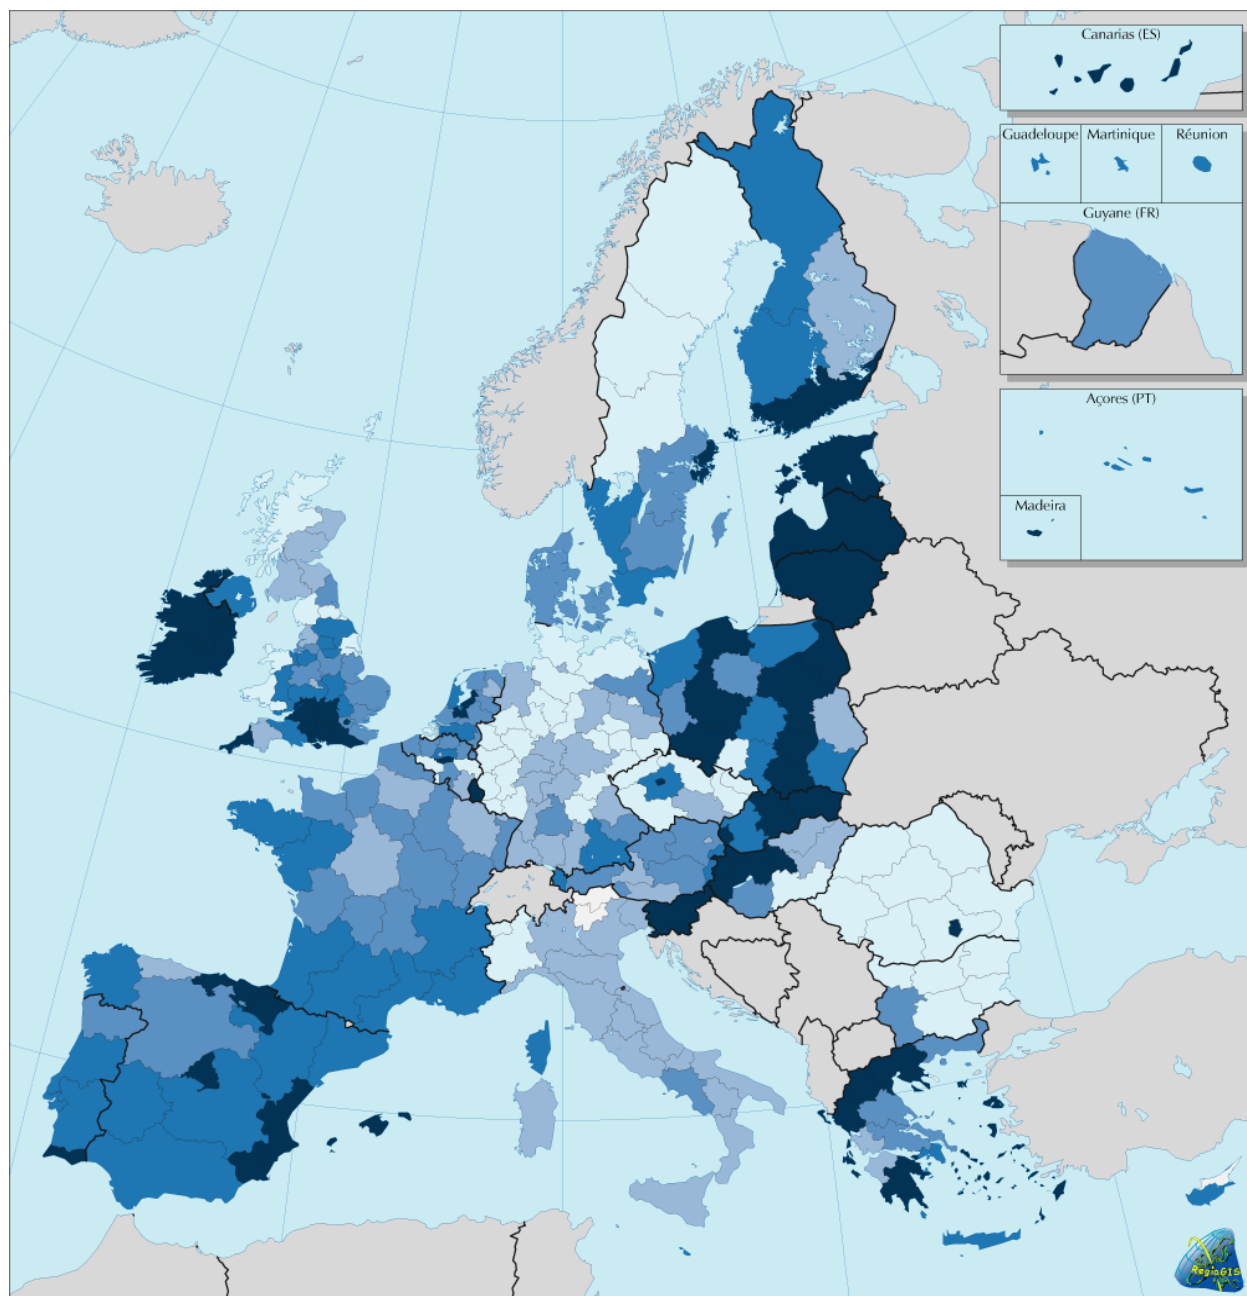 Canarias (ES)
Guadeloupe
Martinique
Réunion
Guyane (FR)
Açores (PT)
Madeira
RegioGIS